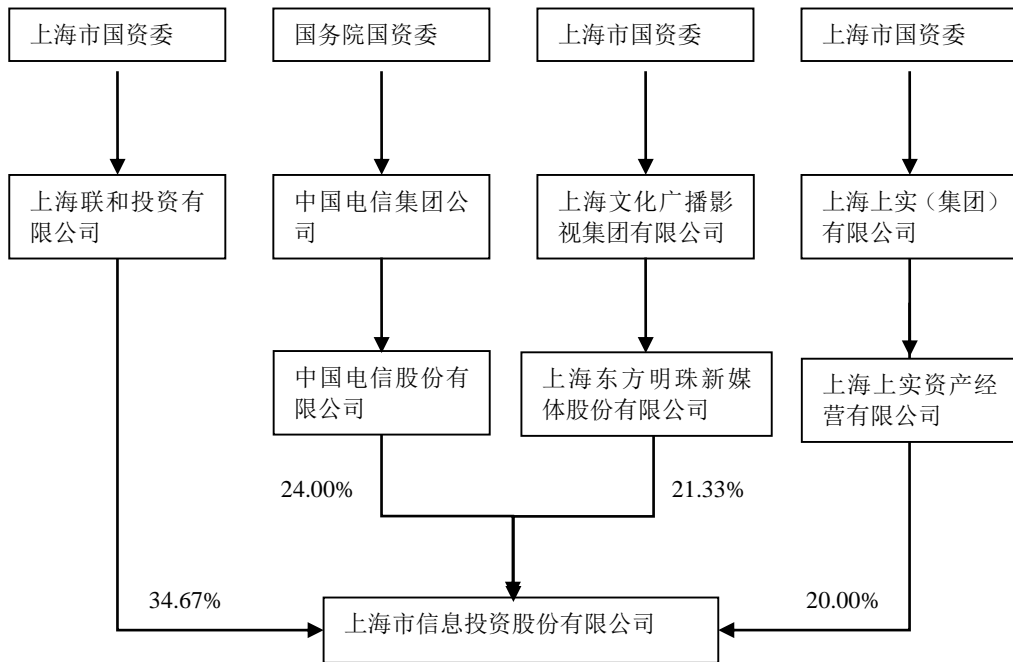 上海市国资委
国务院国资委
上海市国资委
上海市国资委
上海联和投资有
限公司
中国电信集团公
司
上海文化广播影
视集团有限公司
上海上实（集团）
有限公司
中国电信股份有
限公司
上海东方明珠新媒
体股份有限公司
上海上实资产经
营有限公司
24.00%
21.33%
34.67%
20.00%
上海市信息投资股份有限公司